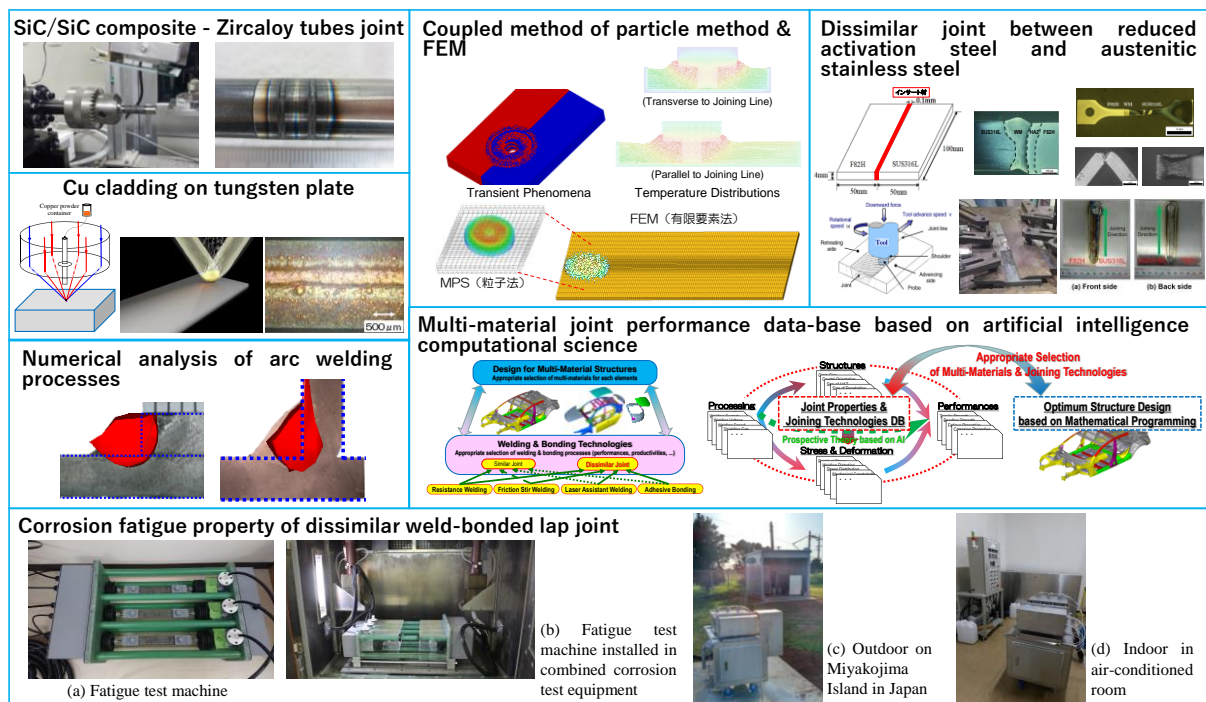 SiC/SiC composite - Zircaloy tubes joint
Cu cladding on tungsten plate
Copper powder
container
500μm
Numerical analysis of arc welding
processes
Coupled method of particle method &
FEM
(Transverse to Joining Line)
(Parallel to Joining Line)
Transient Phenomena
Temperature Distributions
FEM（有限要素法）
MPS（粒子法）
Dissimilar joint between reduced
activation steel and austenitic
stainless steel
インサート材
0.1mm
F82H
SUS316L
100mm
4mm
50mm
50mm
SUS316L
WM
HAZ
F82H
F82H
WM
SUS316L
Downward force
Rotational
speed ω
Tool advance speed v
Tool
Joint line
Retreating
side
Shoulder
Advancing
side
Probe
Joint
Joining
Direction
Joining
Direction
F82H
SUS316L
(a) Front side
(b) Back side
Multi-material joint performance data-base based on artificial intelligence
computational science
Design for Multi-Material Structures
Appropriate selection of multi-materials for each elements
Welding & Bonding Technologies
Appropriate selection of welding & bonding processes (performances, productivities, ...)
Similar Joint
Dissimilar Joint
Resistance Welding
Friction Stir Welding
Laser Assistant Welding
Adhesive Bonding
Structures
Processing
Joint Properties &
Joining Technologies DB
Prospective Theory based on AI
Stress & Deformation
Performances
Appropriate Selection
of Multi-Materials & Joining Technologies
Optimum Structure Design
based on Mathematical Programming
Corrosion fatigue property of dissimilar weld-bonded lap joint
(a) Fatigue test machine
(b) Fatigue test
machine installed in
combined corrosion
test equipment
(c) Outdoor on
Miyakojima
Island in Japan
(d) Indoor in
air-conditioned
room